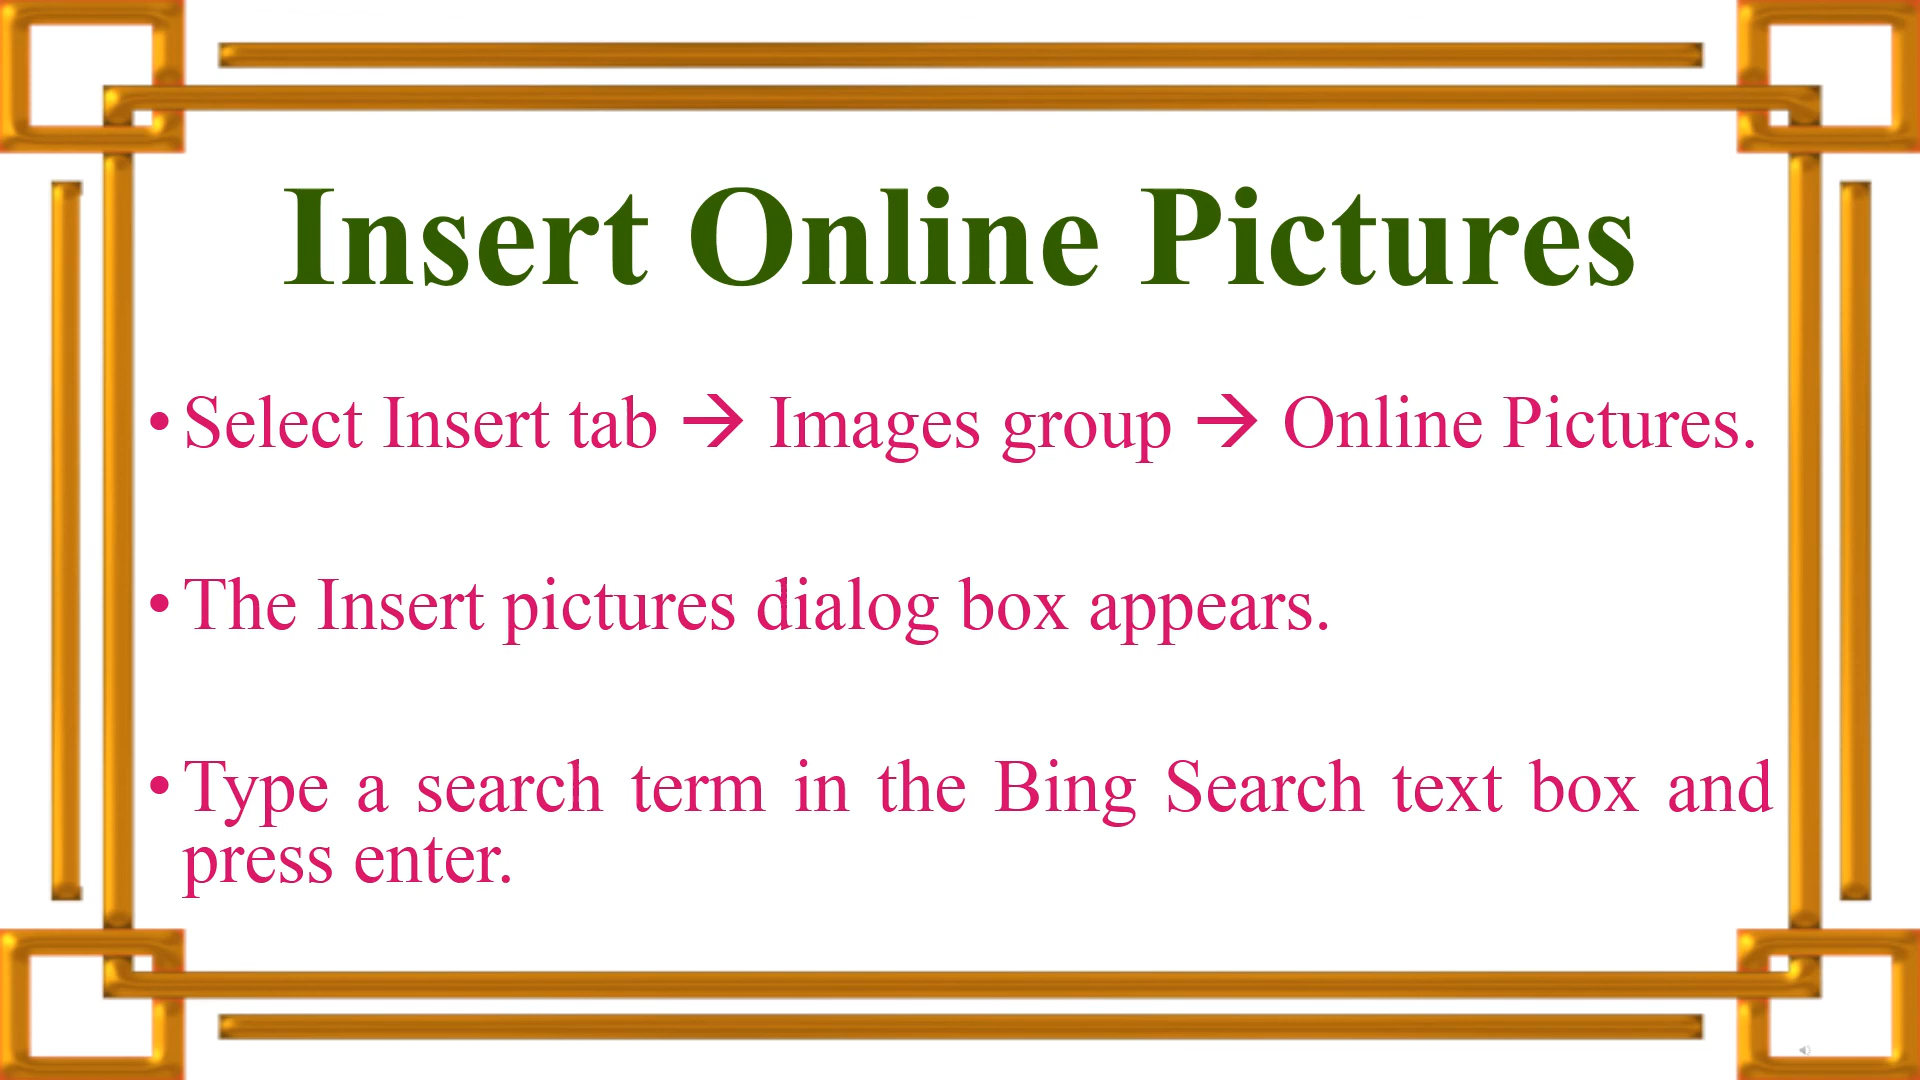 Insert Online Pictures
• Select Insert tab → Images group → Online Pictures.
• The Insert pictures dialog box appears.
• Type a search term in the Bing Search text box and
press enter.